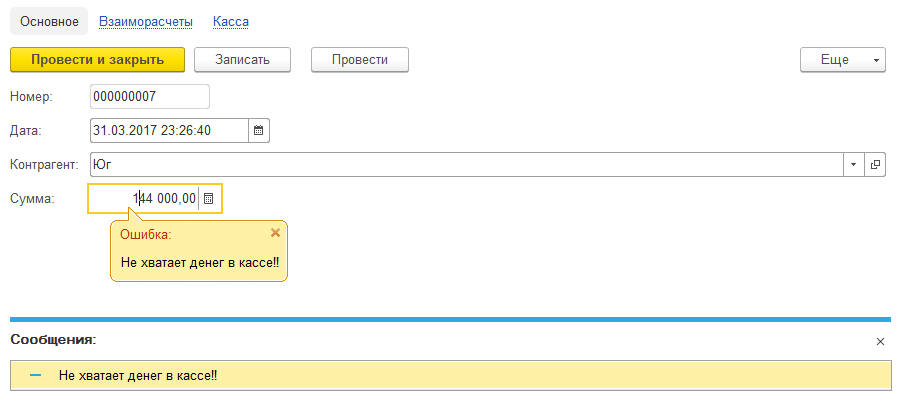 Основное Взаиморасчеты Касса
Провести и закрыть Записать Провести Еще
Номер: 000000007
Дата: 31.03.2017 23:26:40
Контрагент: Юг
Сумма: 144 000,00
Ошибка:
Не хватает денег в кассе!!
Сообщения:
Не хватает денег в кассе!!